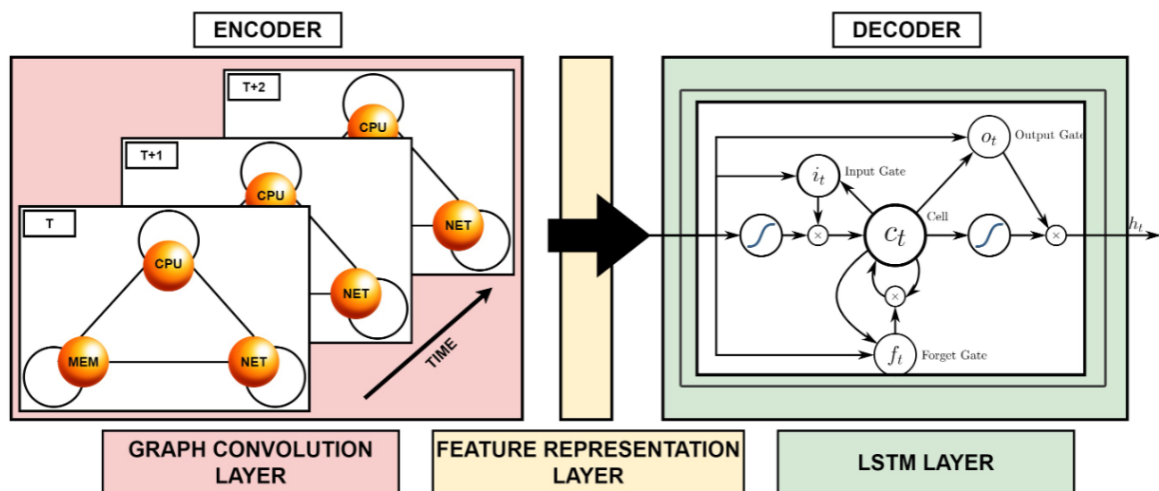 ENCODER
DECODER
T+2
CPU
NET
T+1
CPU
NET
T
CPU
MEM
NET
TIME
o_t
Output Gate
i_t
Input Gate
Cell
c_t
×
×
×
h_t
f_t
Forget Gate
GRAPH CONVOLUTION
LAYER
FEATURE REPRESENTATION
LAYER
LSTM LAYER